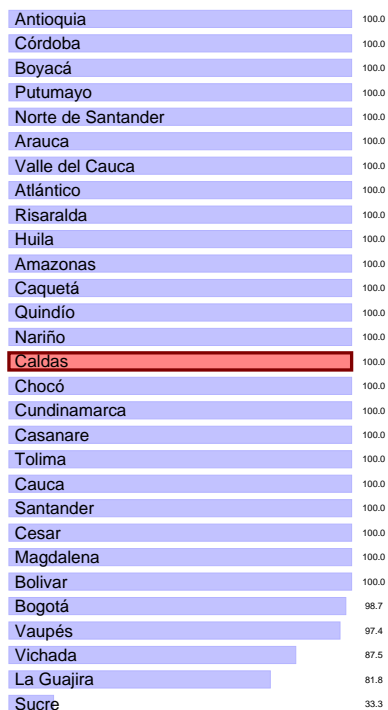 Antioquia 100.0
Córdoba 100.0
Boyacá 100.0
Putumayo 100.0
Norte de Santander 100.0
Arauca 100.0
Valle del Cauca 100.0
Atlántico 100.0
Risaralda 100.0
Huila 100.0
Amazonas 100.0
Caquetá 100.0
Quindío 100.0
Nariño 100.0
Caldas 100.0
Chocó 100.0
Cundinamarca 100.0
Casanare 100.0
Tolima 100.0
Cauca 100.0
Santander 100.0
Cesar 100.0
Magdalena 100.0
Bolivar 100.0
Bogotá 98.7
Vaupés 97.4
Vichada 87.5
La Guajira 81.8
Sucre 33.3